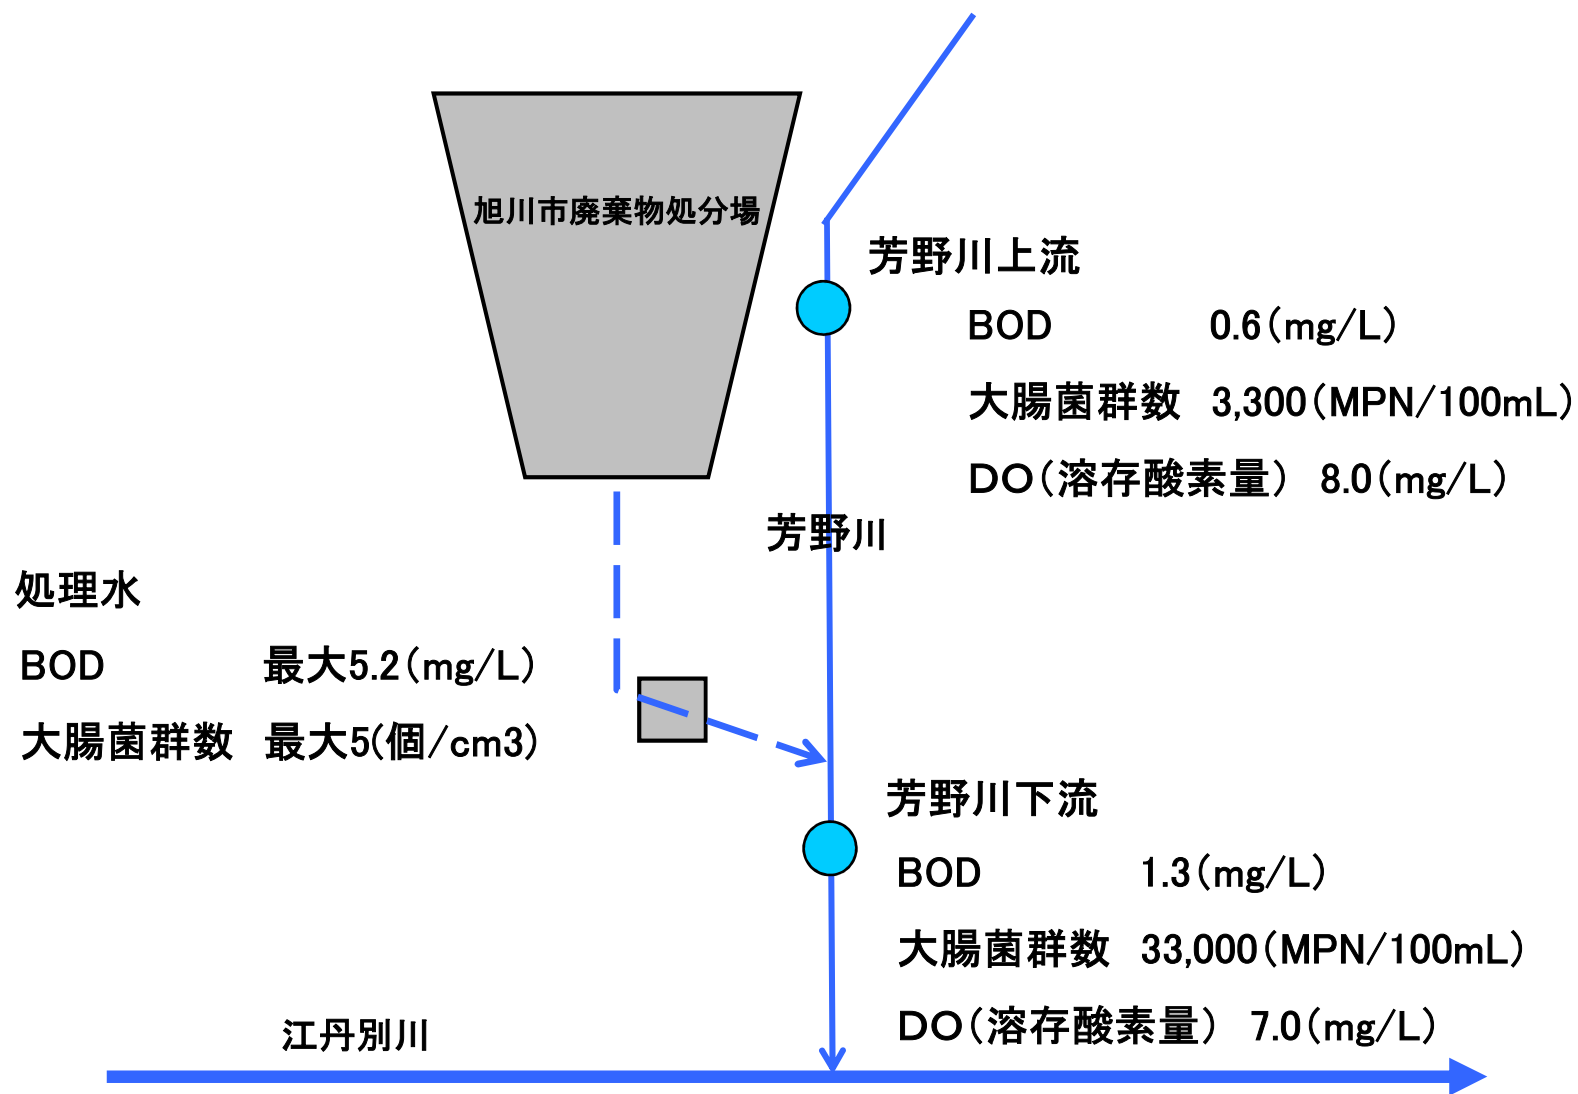 旭川市廃棄物処分場
芳野川上流
BOD 0.6(mg/L)
大腸菌群数 3,300(MPN/100mL)
DO(溶存酸素量) 8.0(mg/L)
芳野川
処理水
BOD 最大5.2(mg/L)
大腸菌群数 最大5(個/cm3)
芳野川下流
BOD 1.3(mg/L)
大腸菌群数 33,000(MPN/100mL)
DO(溶存酸素量) 7.0(mg/L)
江丹別川